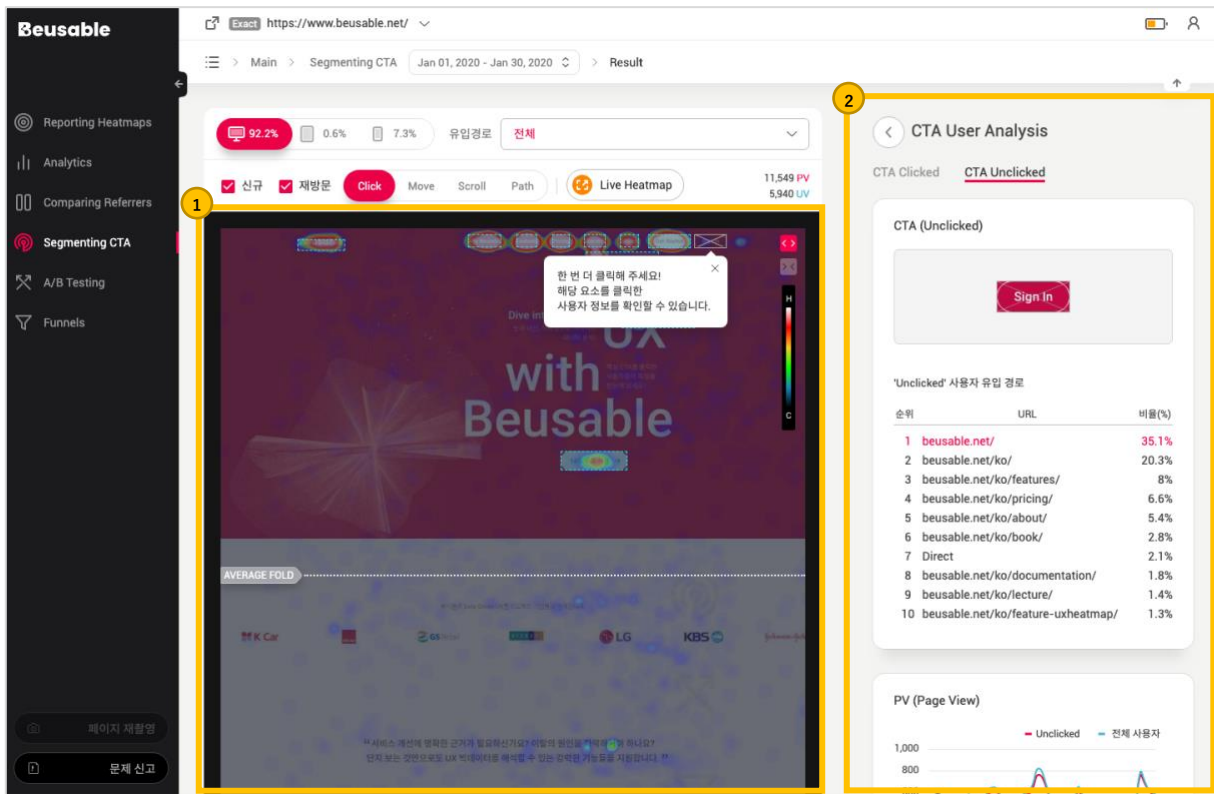 Beusable
Exact https://www.beusable.net/
Main > Segmenting CTA Jan 01, 2020 - Jan 30, 2020 > Result
Reporting Heatmaps
Analytics
Comparing Referrers
Segmenting CTA
A/B Testing
Funnels
페이지 재촬영
문제 신고
92.2% 0.6% 7.3% 유입경로 전체
신규 재방문 Click Move Scroll Path Live Heatmap
11,549 PV
5,940 UV
1
한 번 더 클릭해 주세요!
해당 요소를 클릭한
사용자 정보를 확인할 수 있습니다.
H
C
Dive in
UX
with
Beusable
AVERAGE FOLD
K Car
GS
LG
KBS
2
CTA User Analysis
CTA Clicked CTA Unclicked
CTA (Unclicked)
Sign In
'Unclicked' 사용자 유입 경로
순위 URL 비율(%)
1 beusable.net/ 35.1%
2 beusable.net/ko/ 20.3%
3 beusable.net/ko/features/ 8%
4 beusable.net/ko/pricing/ 6.6%
5 beusable.net/ko/about/ 5.4%
6 beusable.net/ko/book/ 2.8%
7 Direct 2.1%
8 beusable.net/ko/documentation/ 1.8%
9 beusable.net/ko/lecture/ 1.4%
10 beusable.net/ko/feature-uxheatmap/ 1.3%
PV (Page View)
Unclicked 전체 사용자
1,000
800